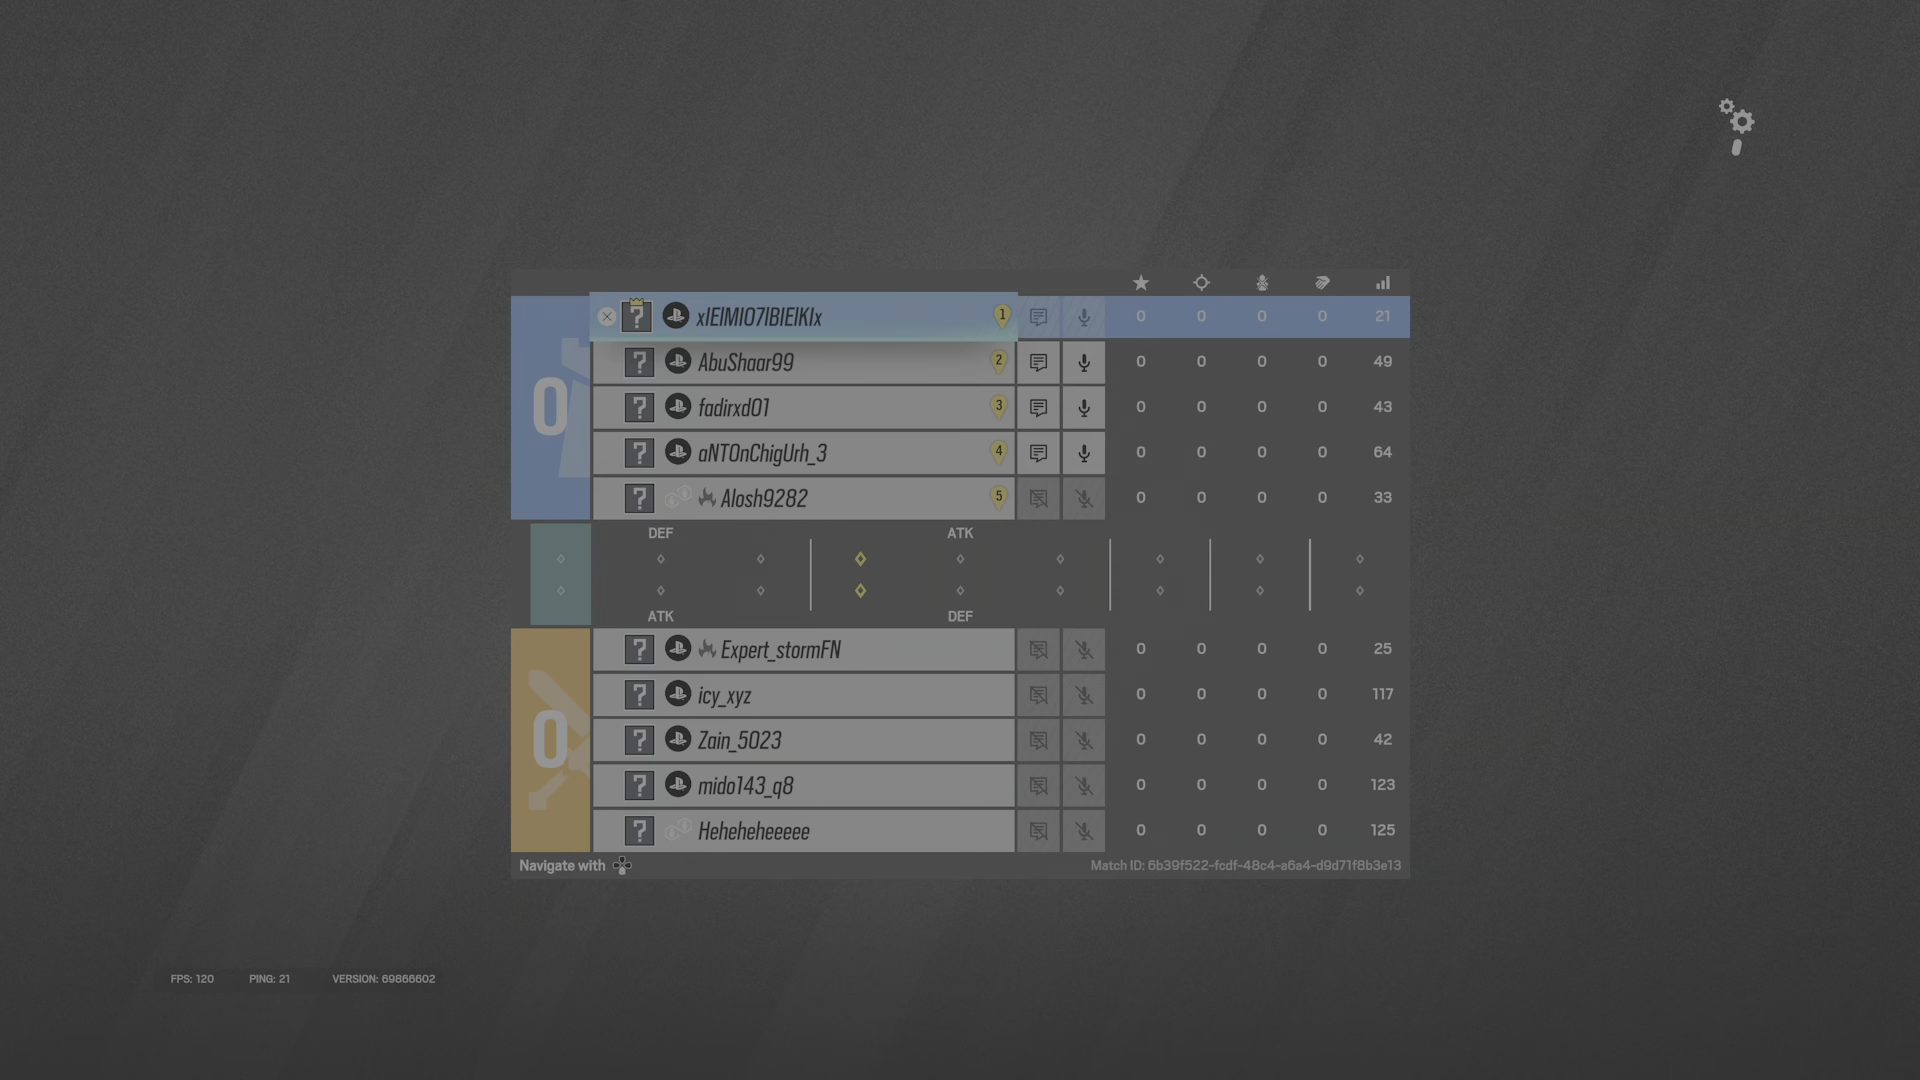 xIEIMIO7IBIEIKIx 1 0 0 0 0 21
AbuShaar99 2 0 0 0 0 49
fadirxd01 3 0 0 0 0 43
aNTOnChigUrh_3 4 0 0 0 0 64
Alosh9282 5 0 0 0 0 33
0
DEF ATK
ATK DEF
Expert_stormFN 0 0 0 0 25
icy_xyz 0 0 0 0 117
Zain_5023 0 0 0 0 42
mido143_q8 0 0 0 0 123
Heheheheeeee 0 0 0 0 125
0
Navigate with
Match ID: 6b39f522-fcdf-48c4-a6a4-d9d71f8b3e13
FPS: 120 PING: 21 VERSION: 69866602